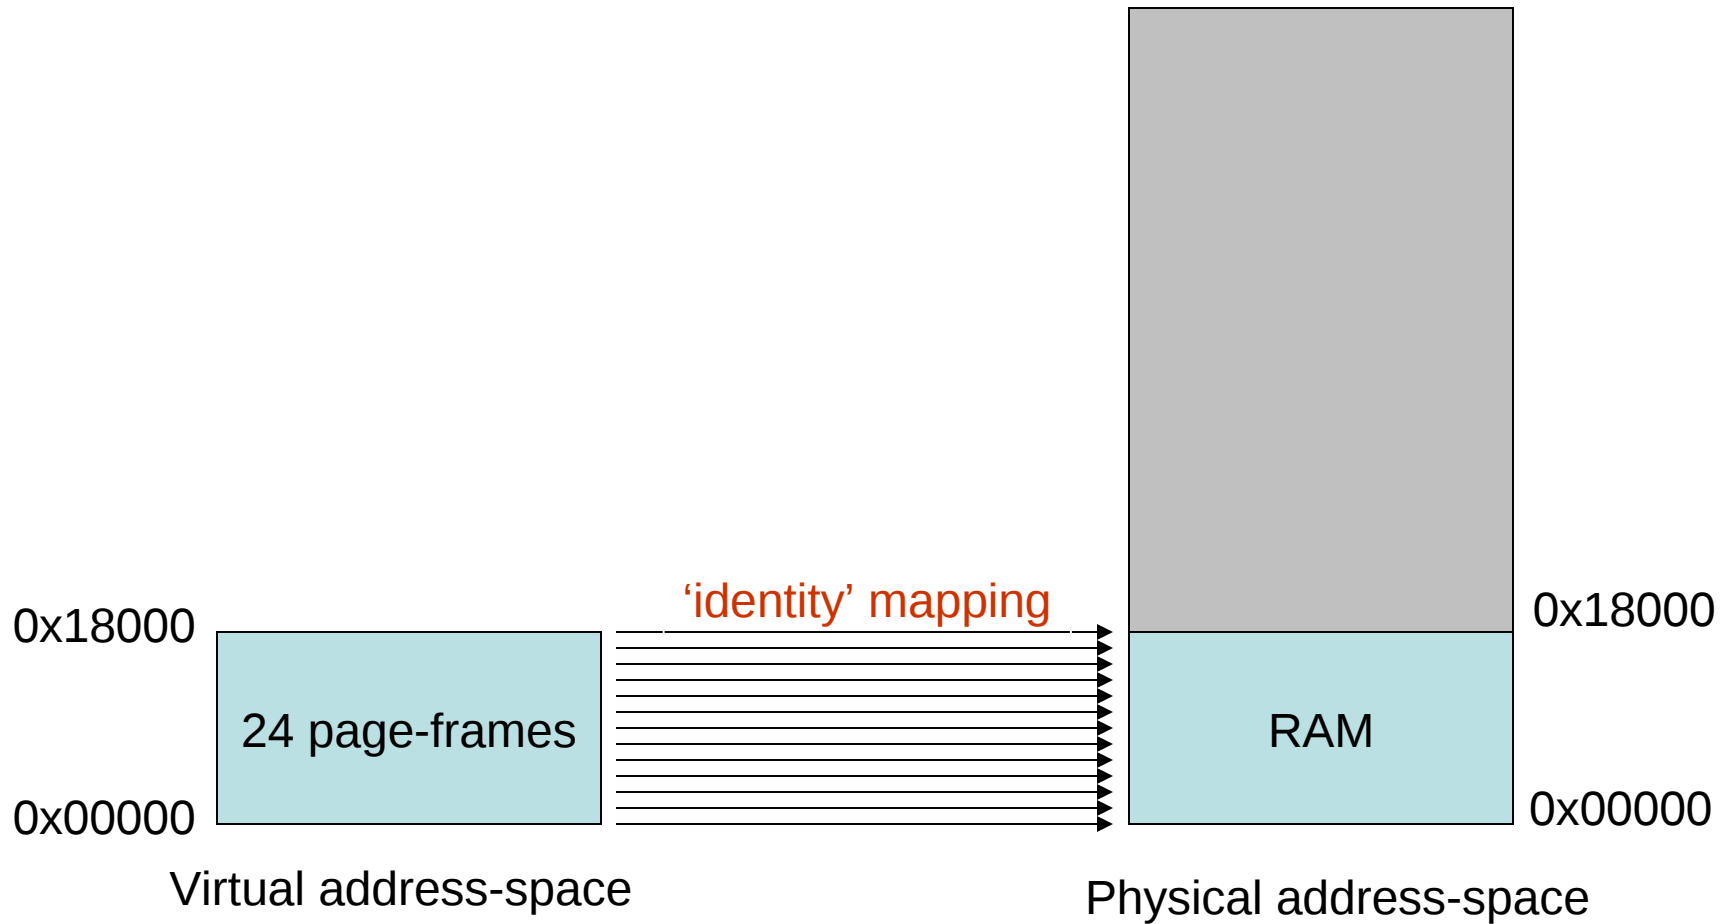 ‘identity’ mapping
0x18000
0x18000
24 page-frames
RAM
0x00000
0x00000
Virtual address-space
Physical address-space